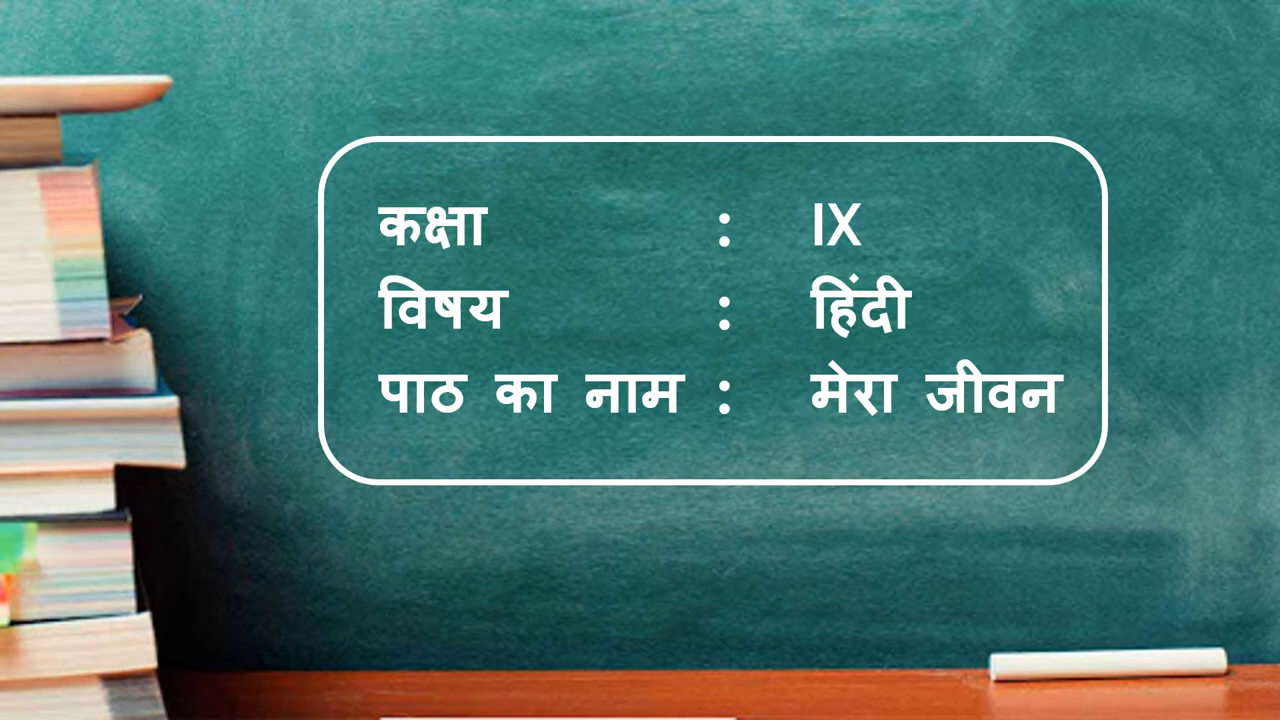 कक्षा : IX
विषय : हिंदी
पाठ का नाम : मेरा जीवन